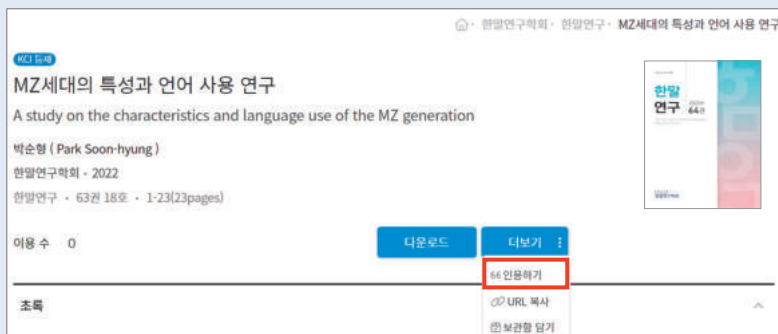 한말연구학회 · 한말연구 · MZ세대의 특성과 언어 사용 연구
KCI 등재
MZ세대의 특성과 언어 사용 연구
A study on the characteristics and language use of the MZ generation
박순형 ( Park Soon-hyung )
한말연구학회 · 2022
한말연구 · 63권 18호 · 1-23(23pages)
한말
연구
64권
이용 수 0
다운로드
더보기
66 인용하기
URL 복사
보관함 담기
초록